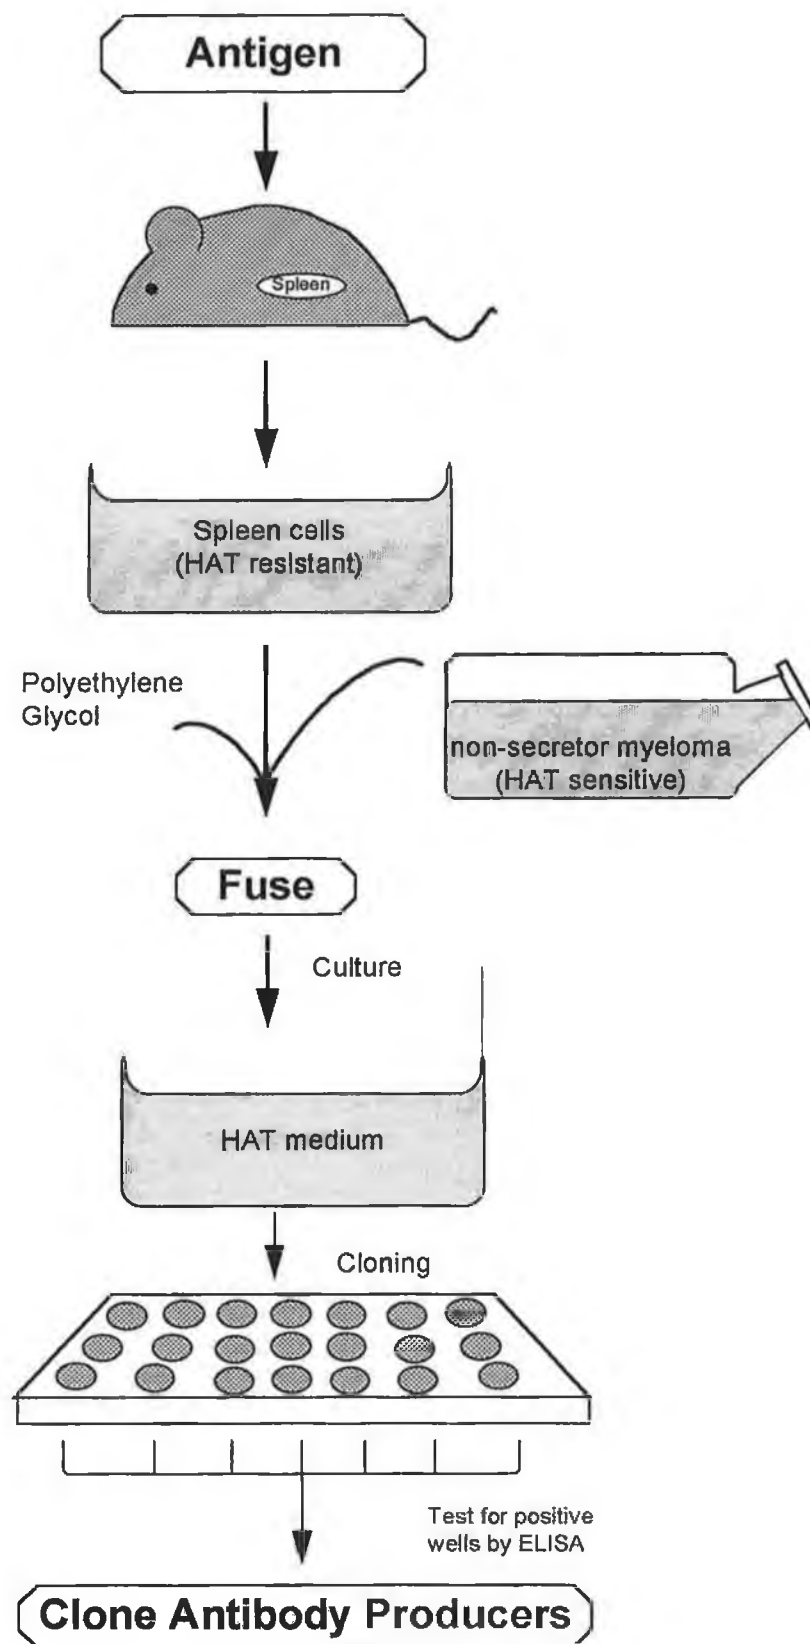 Antigen
Spleen
Spleen cells
(HAT resistant)
Polyethylene
Glycol
non-secretor myeloma
(HAT sensitive)
Fuse
Culture
HAT medium
Cloning
Test for positive
wells by ELISA
Clone Antibody Producers